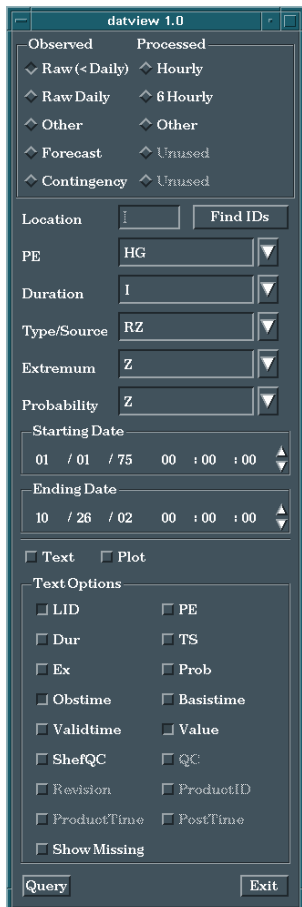 datview 1.0
Observed Processed
Raw (< Daily) Hourly
Raw Daily 6 Hourly
Other Other
Forecast Unused
Contingency Unused
Location Find IDs
PE HG
Duration I
Type/Source RZ
Extremum Z
Probability Z
Starting Date
01 / 01 / 75 00 : 00 : 00
Ending Date
10 / 26 / 02 00 : 00 : 00
Text Plot
Text Options
LID PE
Dur TS
Ex Prob
Obstime Basistime
Validtime Value
ShefQC QC
Revision ProductID
ProductTime PostTime
Show Missing
Query Exit